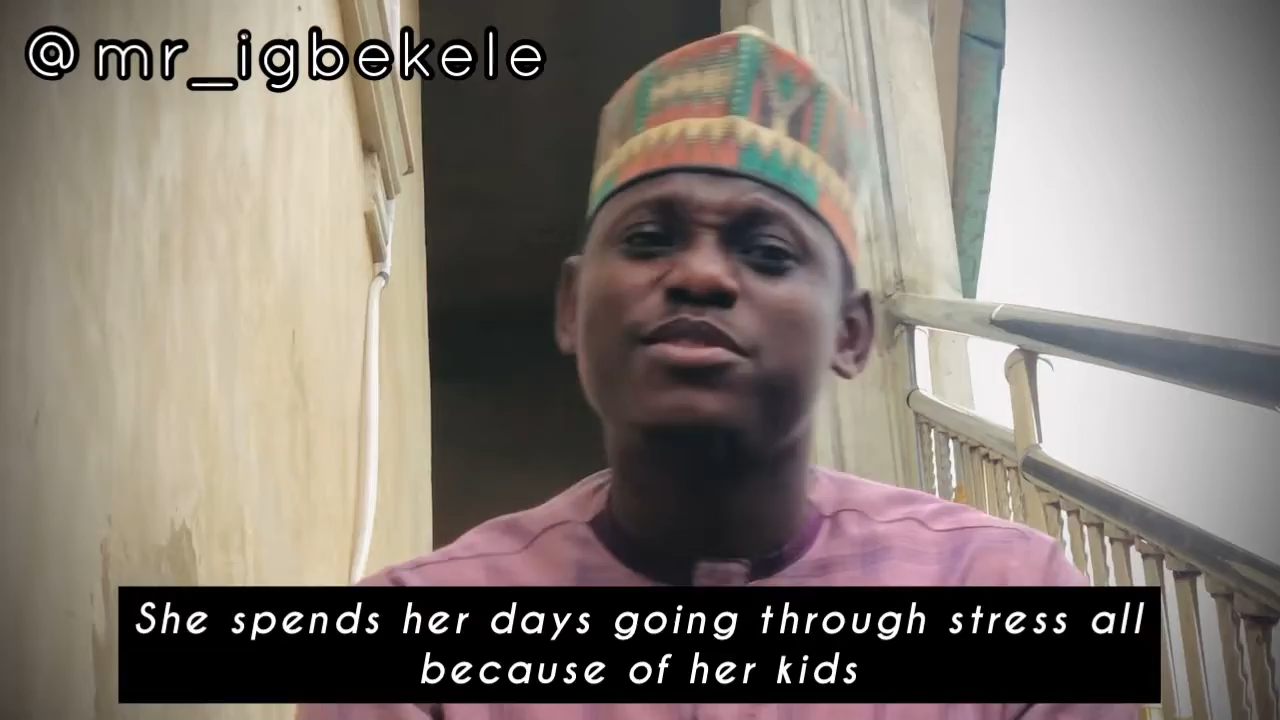 @mr_igbekele
She spends her days going through stress all
because of her kids